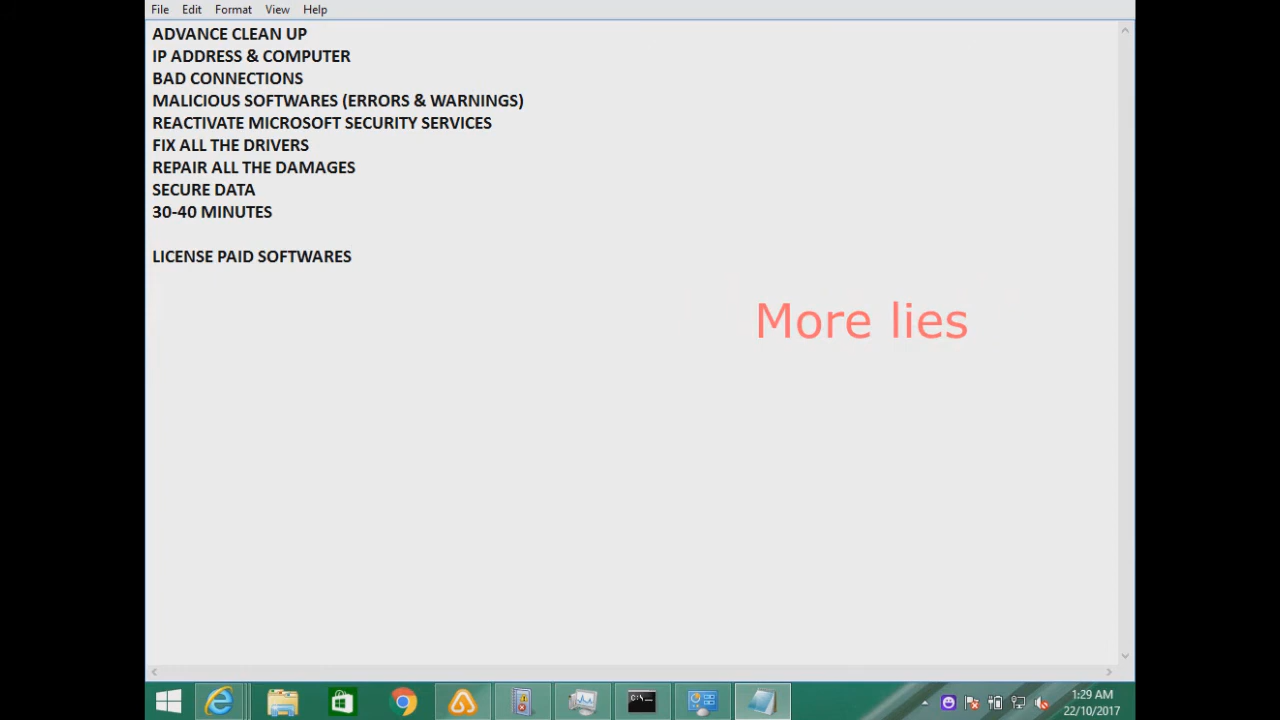 File Edit Format View Help
ADVANCE CLEAN UP
IP ADDRESS & COMPUTER
BAD CONNECTIONS
MALICIOUS SOFTWARES (ERRORS & WARNINGS)
REACTIVATE MICROSOFT SECURITY SERVICES
FIX ALL THE DRIVERS
REPAIR ALL THE DAMAGES
SECURE DATA
30-40 MINUTES
LICENSE PAID SOFTWARES
More lies
1:29 AM
22/10/2017